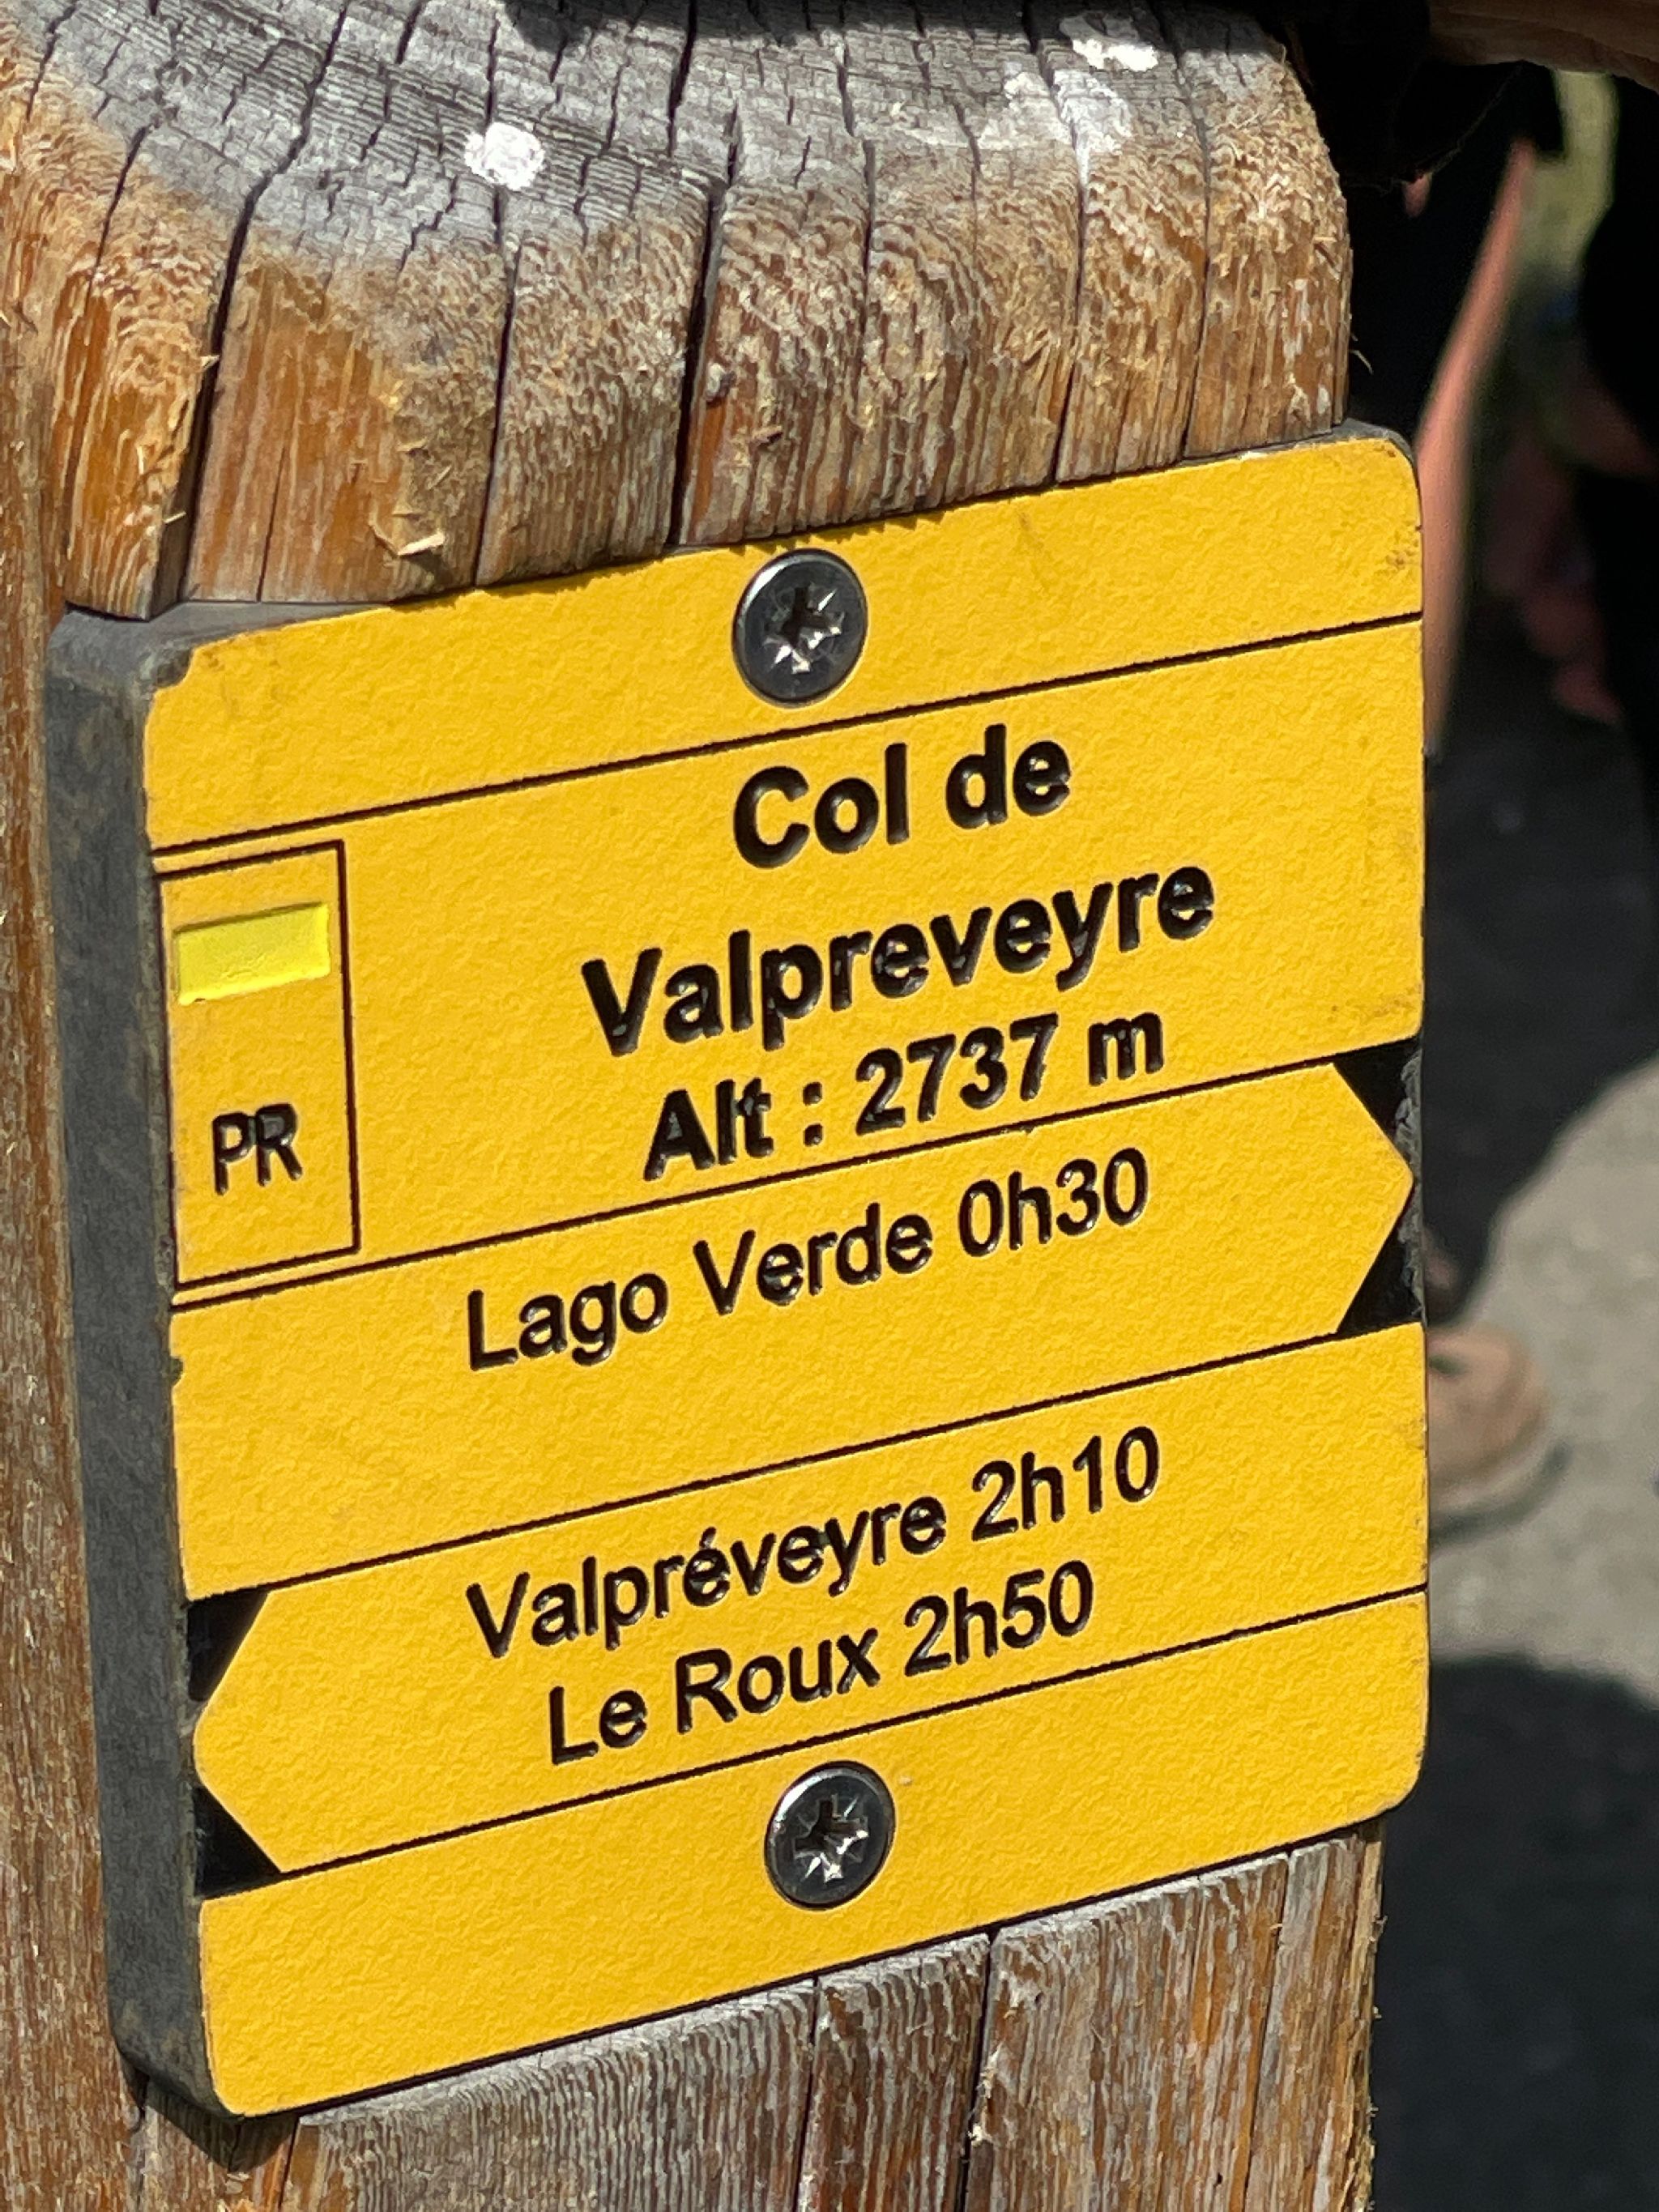 Col de
Valpreveyre
Alt : 2737 m
PR
Lago Verde 0h30
Valpréveyre 2h10
Le Roux 2h50